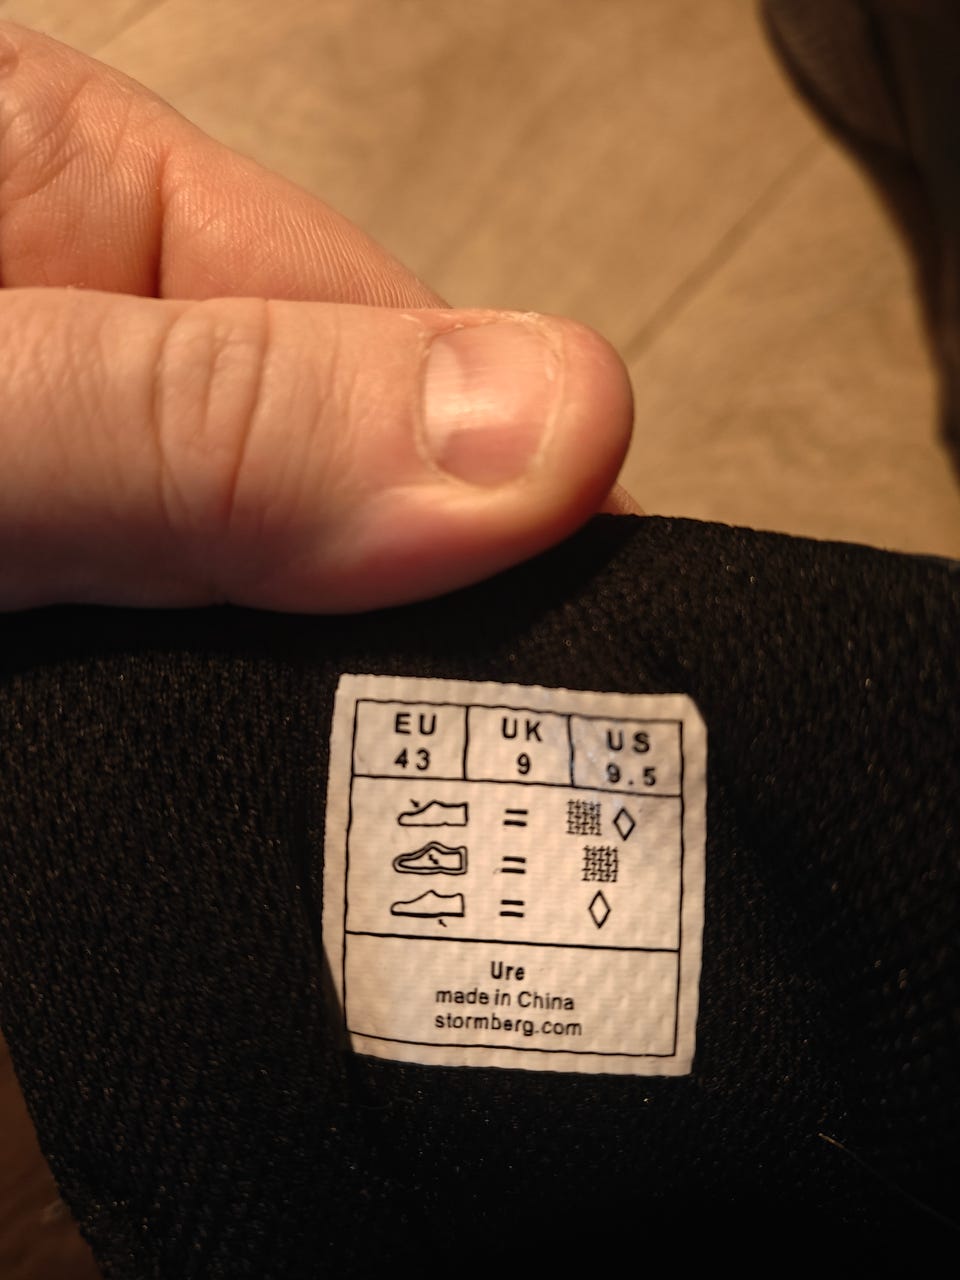 EU UK US
43 9 9.5
=
=
=
Ure
made in China
stormberg.com